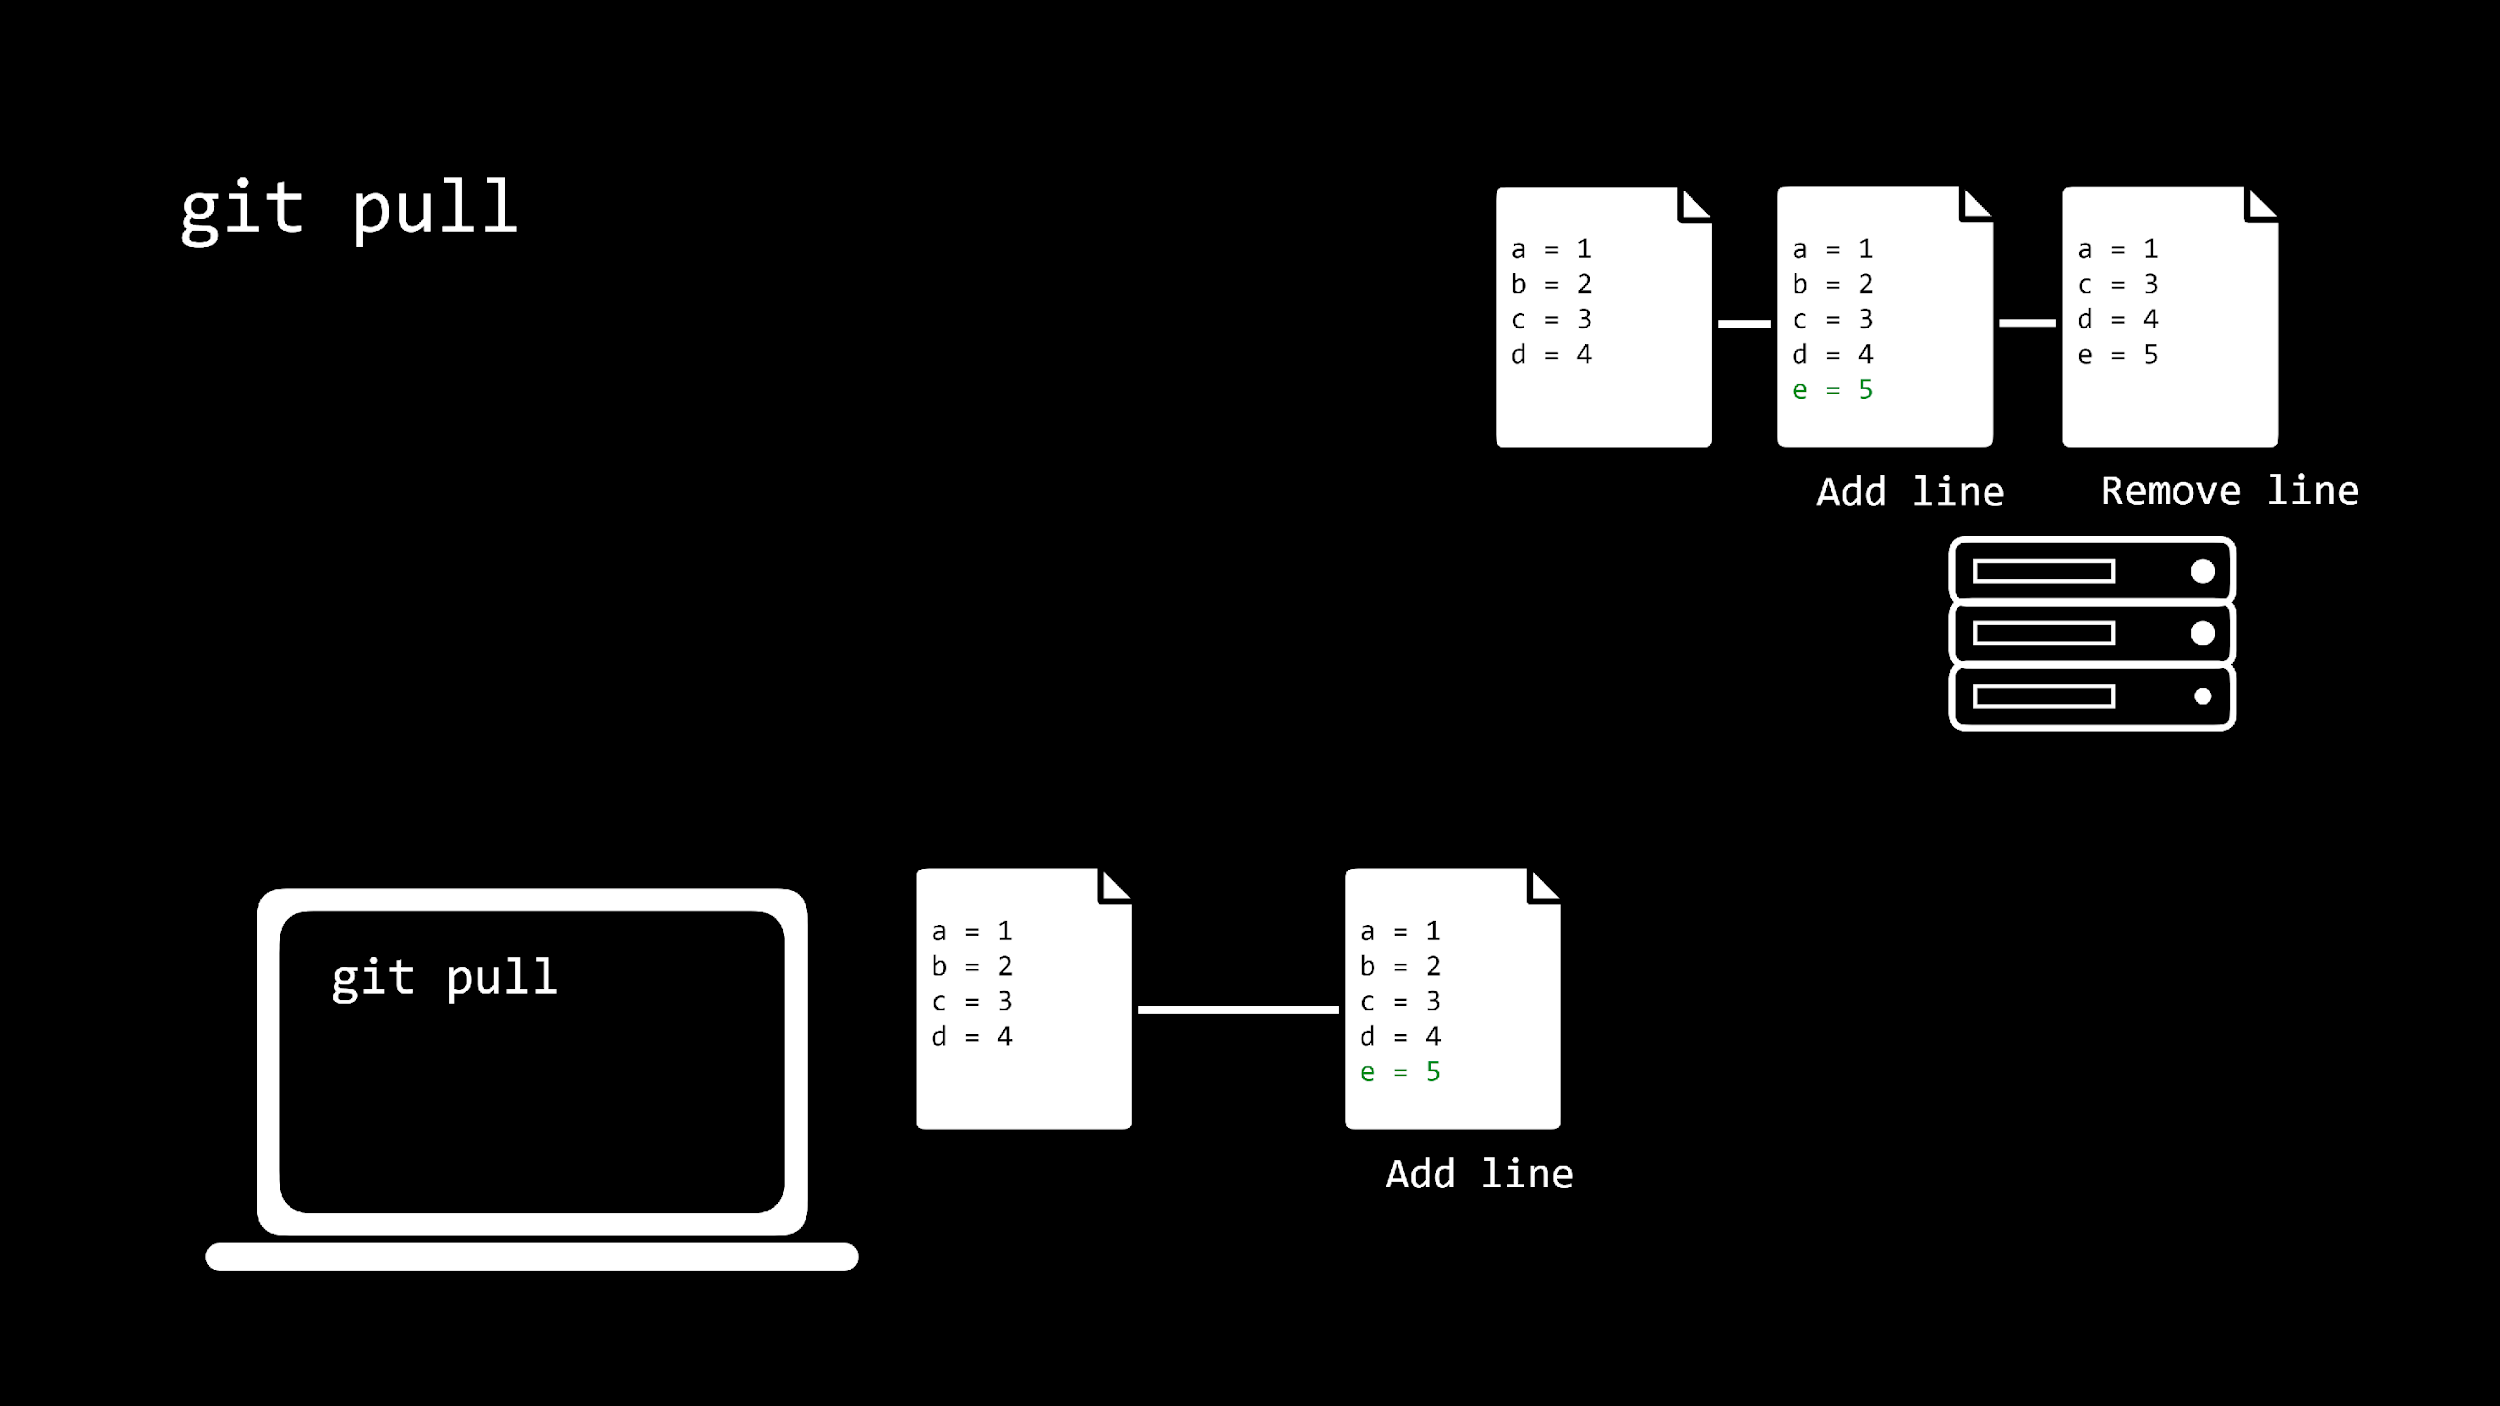 git pull
a = 1
b = 2
c = 3
d = 4
a = 1
b = 2
c = 3
d = 4
e = 5
Add line
a = 1
c = 3
d = 4
e = 5
Remove line
git pull
a = 1
b = 2
c = 3
d = 4
a = 1
b = 2
c = 3
d = 4
e = 5
Add line